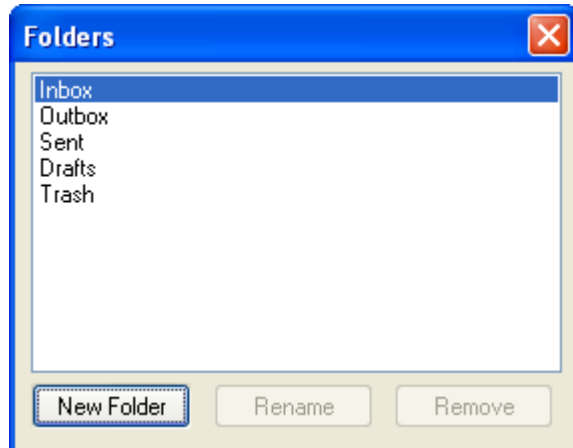 Folders
Inbox
Outbox
Sent
Drafts
Trash
New Folder Rename Remove